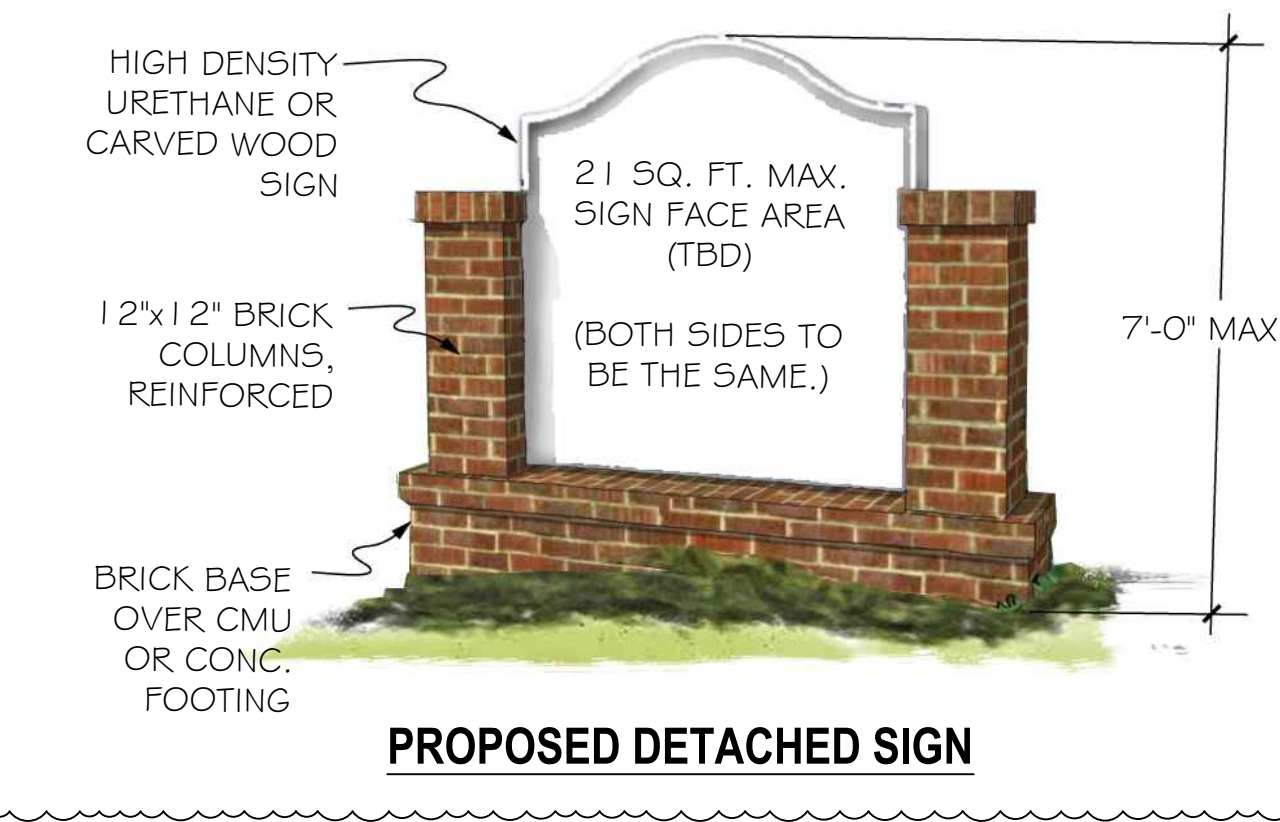 HIGH DENSITY
URETHANE OR
CARVED WOOD
SIGN
21 SQ. FT. MAX.
SIGN FACE AREA
(TBD)
(BOTH SIDES TO
BE THE SAME.)
12"x12" BRICK
COLUMNS,
REINFORCED
7'-0" MAX
BRICK BASE
OVER CMU
OR CONC.
FOOTING
PROPOSED DETACHED SIGN